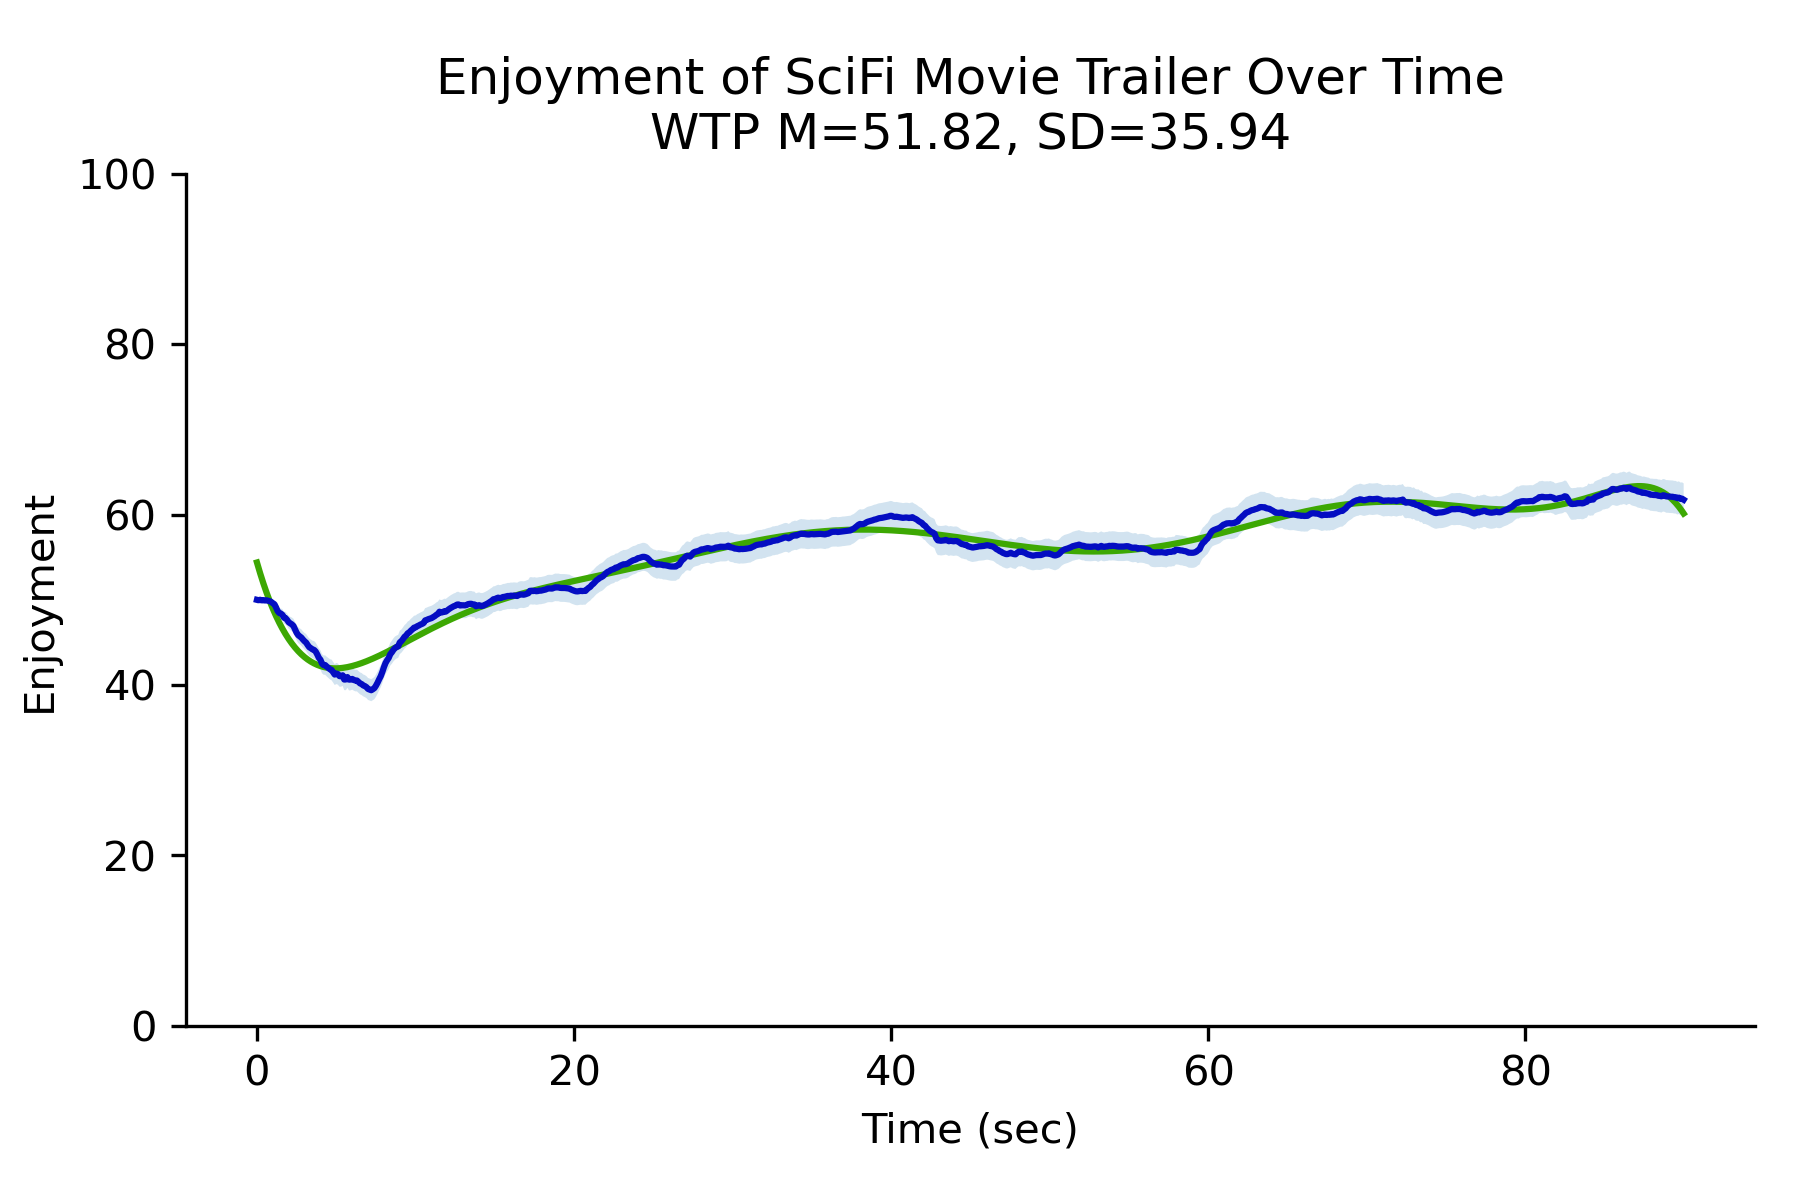 Enjoyment of SciFi Movie Trailer Over Time
WTP M=51.82, SD=35.94
100
80
60
40
20
0
Enjoyment
0 20 40 60 80
Time (sec)